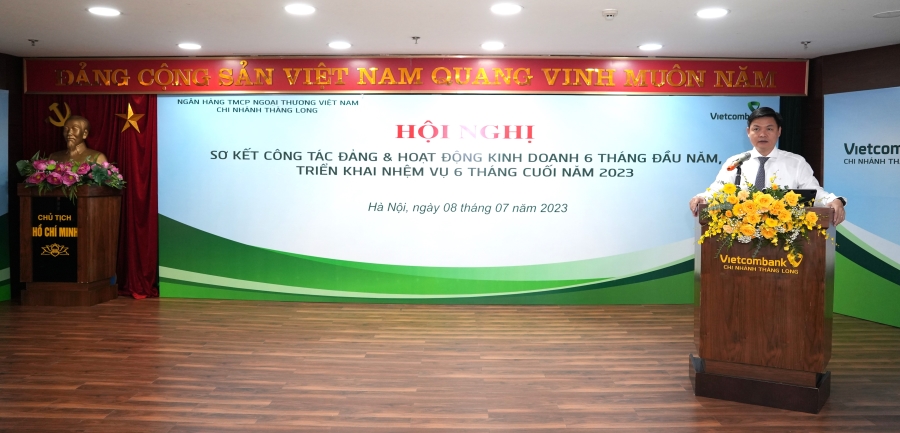 ĐẢNG CỘNG SẢN VIỆT NAM QUANG VINH MUÔN NĂM
NGÂN HÀNG TMCP NGOẠI THƯƠNG VIỆT NAM
CHI NHÁNH THĂNG LONG
Vietcombank
HỘI NGHỊ
SƠ KẾT CÔNG TÁC ĐẢNG & HOẠT ĐỘNG KINH DOANH 6 THÁNG ĐẦU NĂM,
TRIỂN KHAI NHIỆM VỤ 6 THÁNG CUỐI NĂM 2023
Hà Nội, ngày 08 tháng 07 năm 2023
CHỦ TỊCH
HỒ CHÍ MINH
Vietcombank
CHI NHÁNH THĂNG LONG
Vietcom
CHI NHÁNH THĂNG